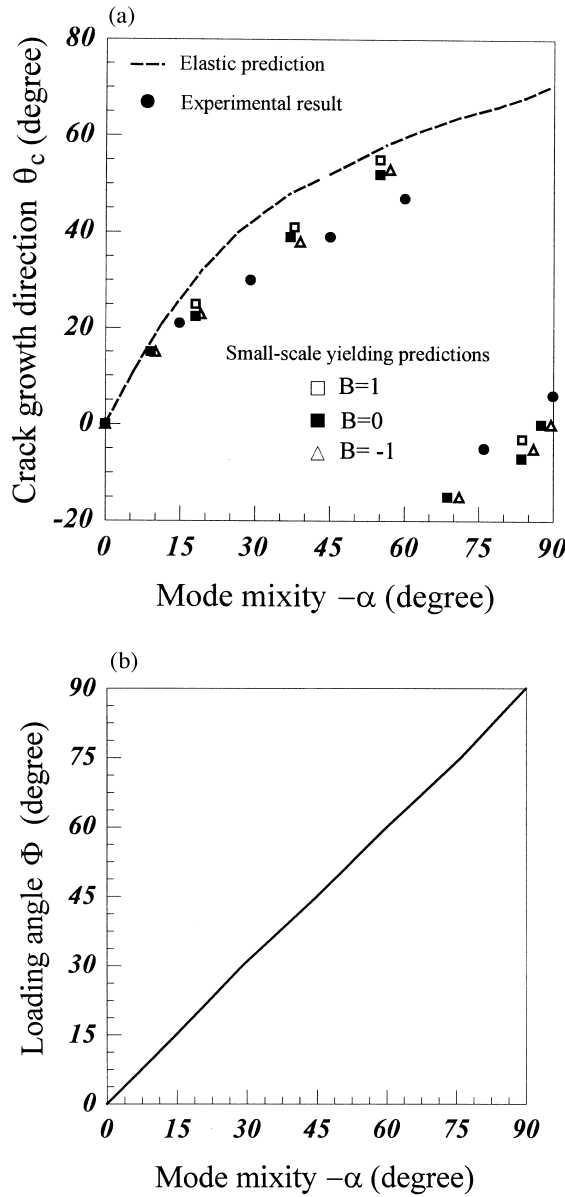 (a)
80
60
40
20
0
-20
Crack growth direction θc (degree)
Elastic prediction
Experimental result
Small-scale yielding predictions
B=1
B=0
B= -1
0 15 30 45 60 75 90
Mode mixity −α (degree)
(b)
90
75
60
45
30
15
0
Loading angle Φ (degree)
0 15 30 45 60 75 90
Mode mixity −α (degree)